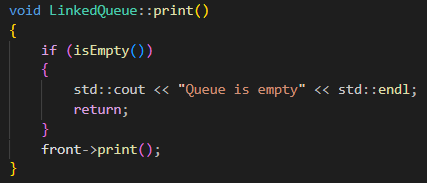 void LinkedQueue::print()
{
    if (isEmpty())
    {
        std::cout << "Queue is empty" << std::endl;
        return;
    }
    front->print();
}